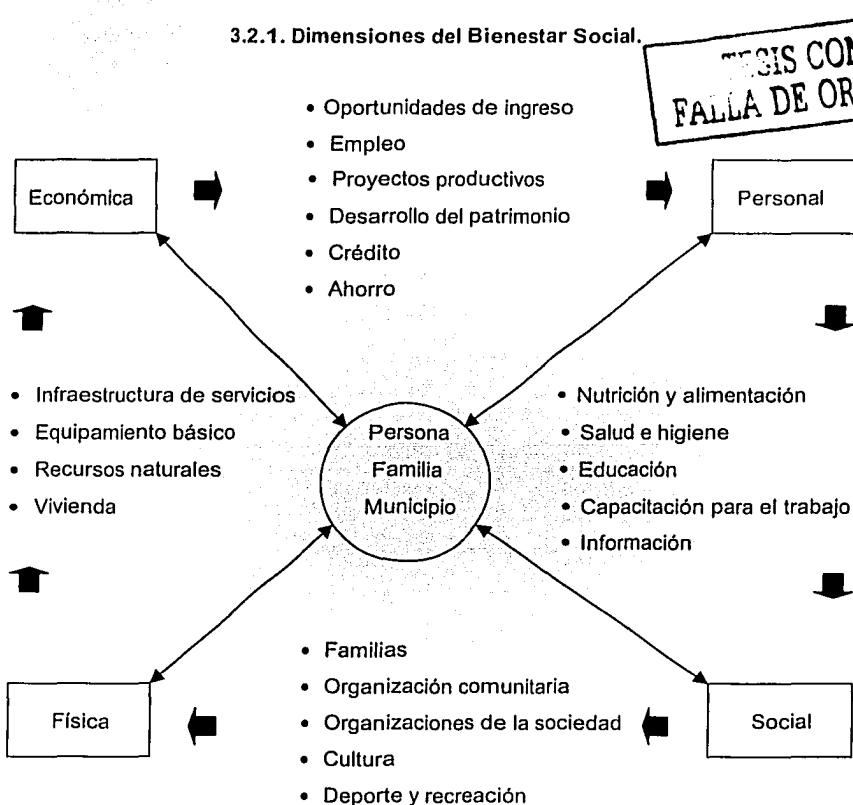 3.2.1. Dimensiones del Bienestar Social.
FALLA DE
• Oportunidades de ingreso
• Empleo
• Proyectos productivos
• Desarrollo del patrimonio
• Crédito
• Ahorro
Económica
Personal
• Infraestructura de servicios
• Equipamiento básico
• Recursos naturales
• Vivienda
Persona
Familia
Municipio
• Nutrición y alimentación
• Salud e higiene
• Educación
• Capacitación para el trabajo
• Información
• Familias
• Organización comunitaria
• Organizaciones de la sociedad
• Cultura
• Deporte y recreación
Física
Social